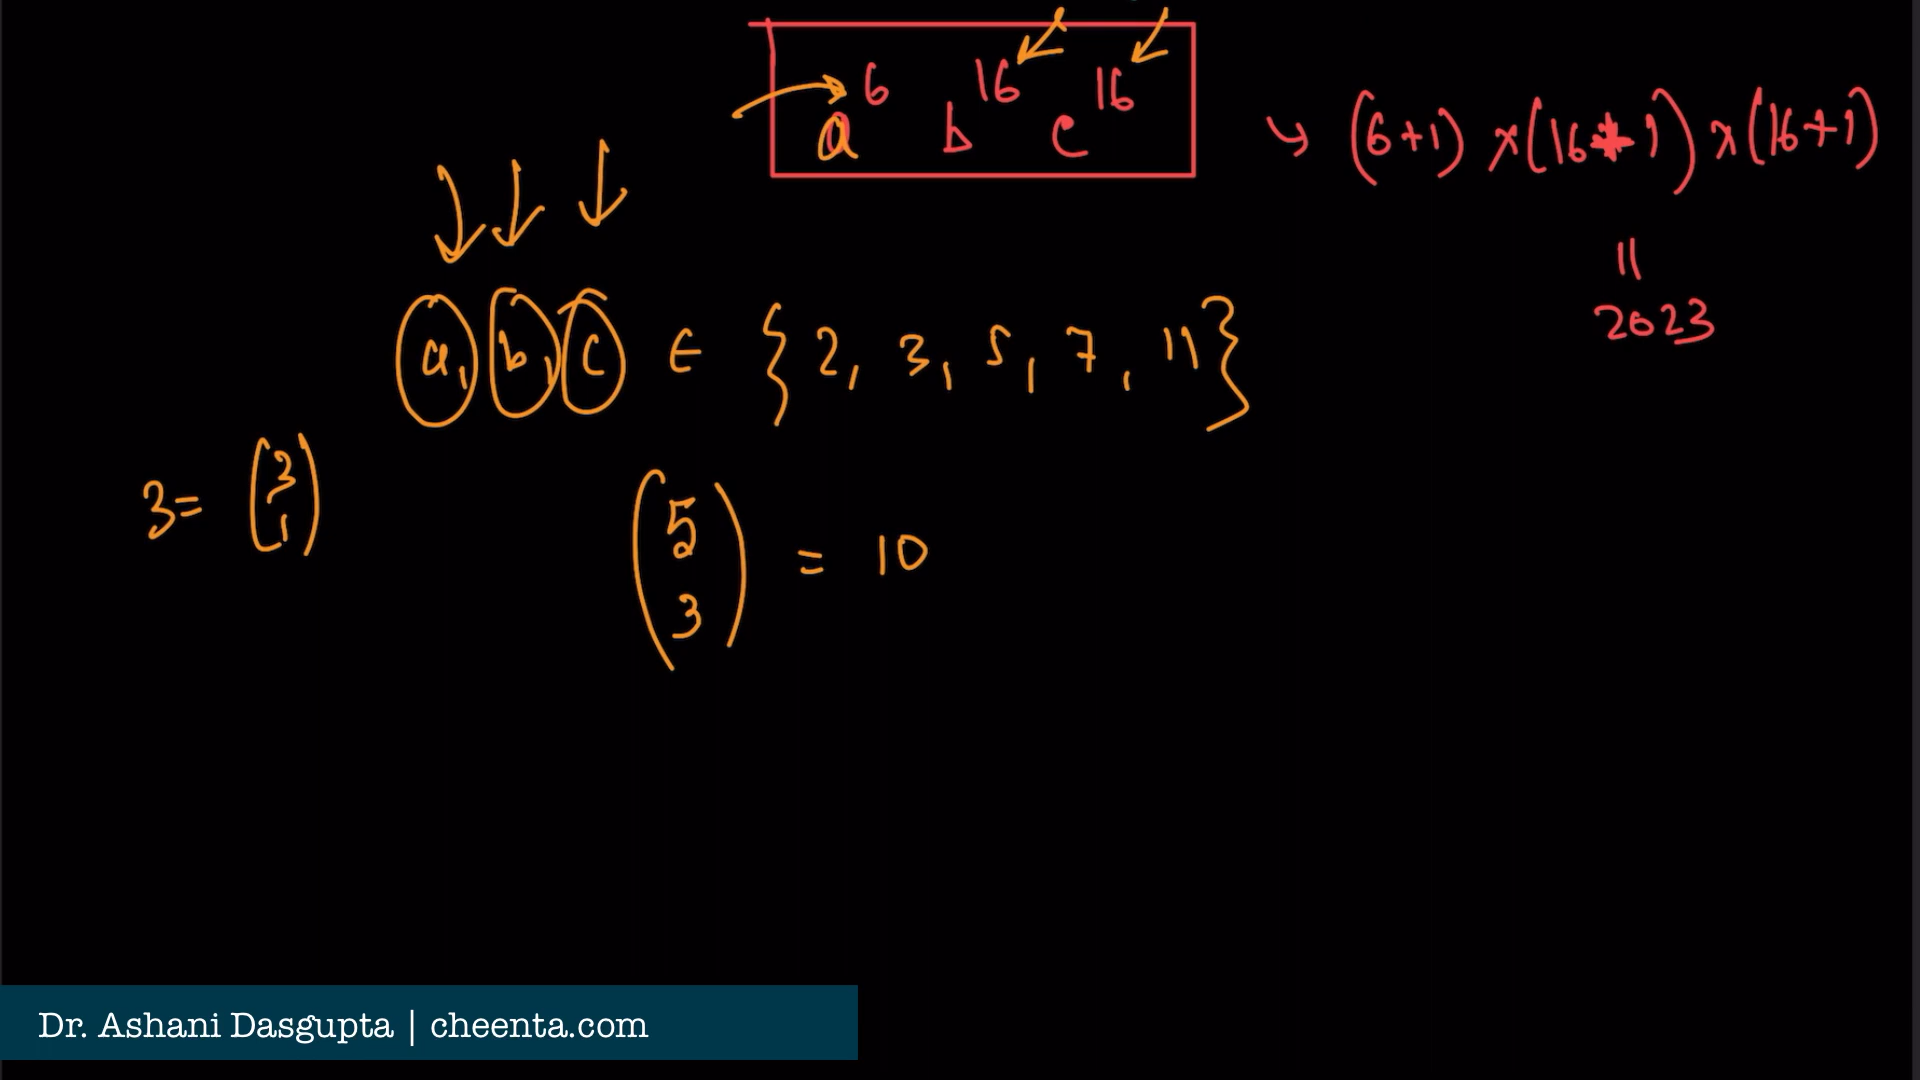 a⁶ b¹⁶ c¹⁶ ↳ (6+1) × (16+1) × (16+1)
||
2023
a, b, c ∈ {2, 3, 5, 7, 11}
3 = (3 1)
(5 3) = 10
Dr. Ashani Dasgupta | cheenta.com